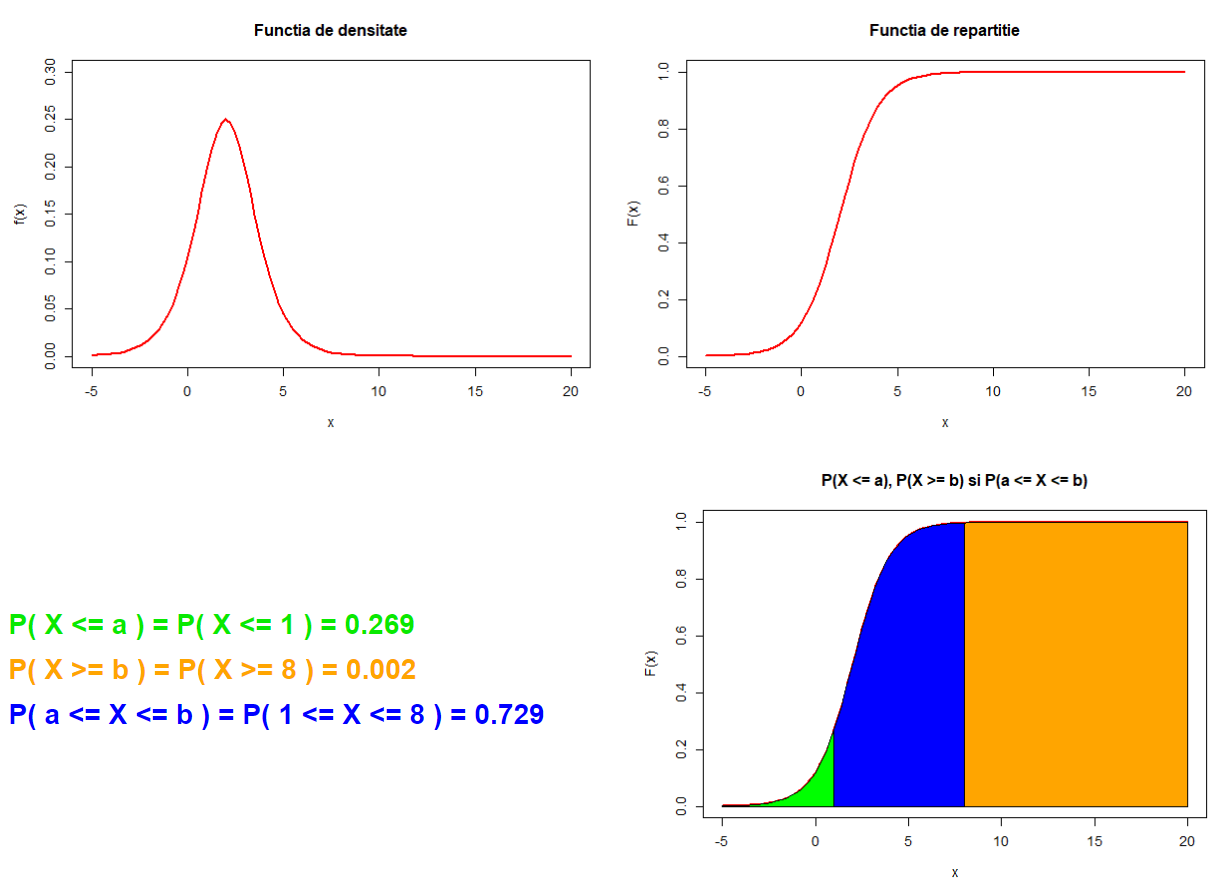 Functia de densitate
0.30
0.25
0.20
0.15
0.10
0.05
0.00
f(x)
-5 0 5 10 15 20
x
Functia de repartitie
1.0
0.8
0.6
0.4
0.2
0.0
F(x)
-5 0 5 10 15 20
x
P( X <= a ) = P( X <= 1 ) = 0.269
P( X >= b ) = P( X >= 8 ) = 0.002
P( a <= X <= b ) = P( 1 <= X <= 8 ) = 0.729
P(X <= a), P(X >= b) si P(a <= X <= b)
1.0
0.8
0.6
0.4
0.2
0.0
F(x)
-5 0 5 10 15 20
x